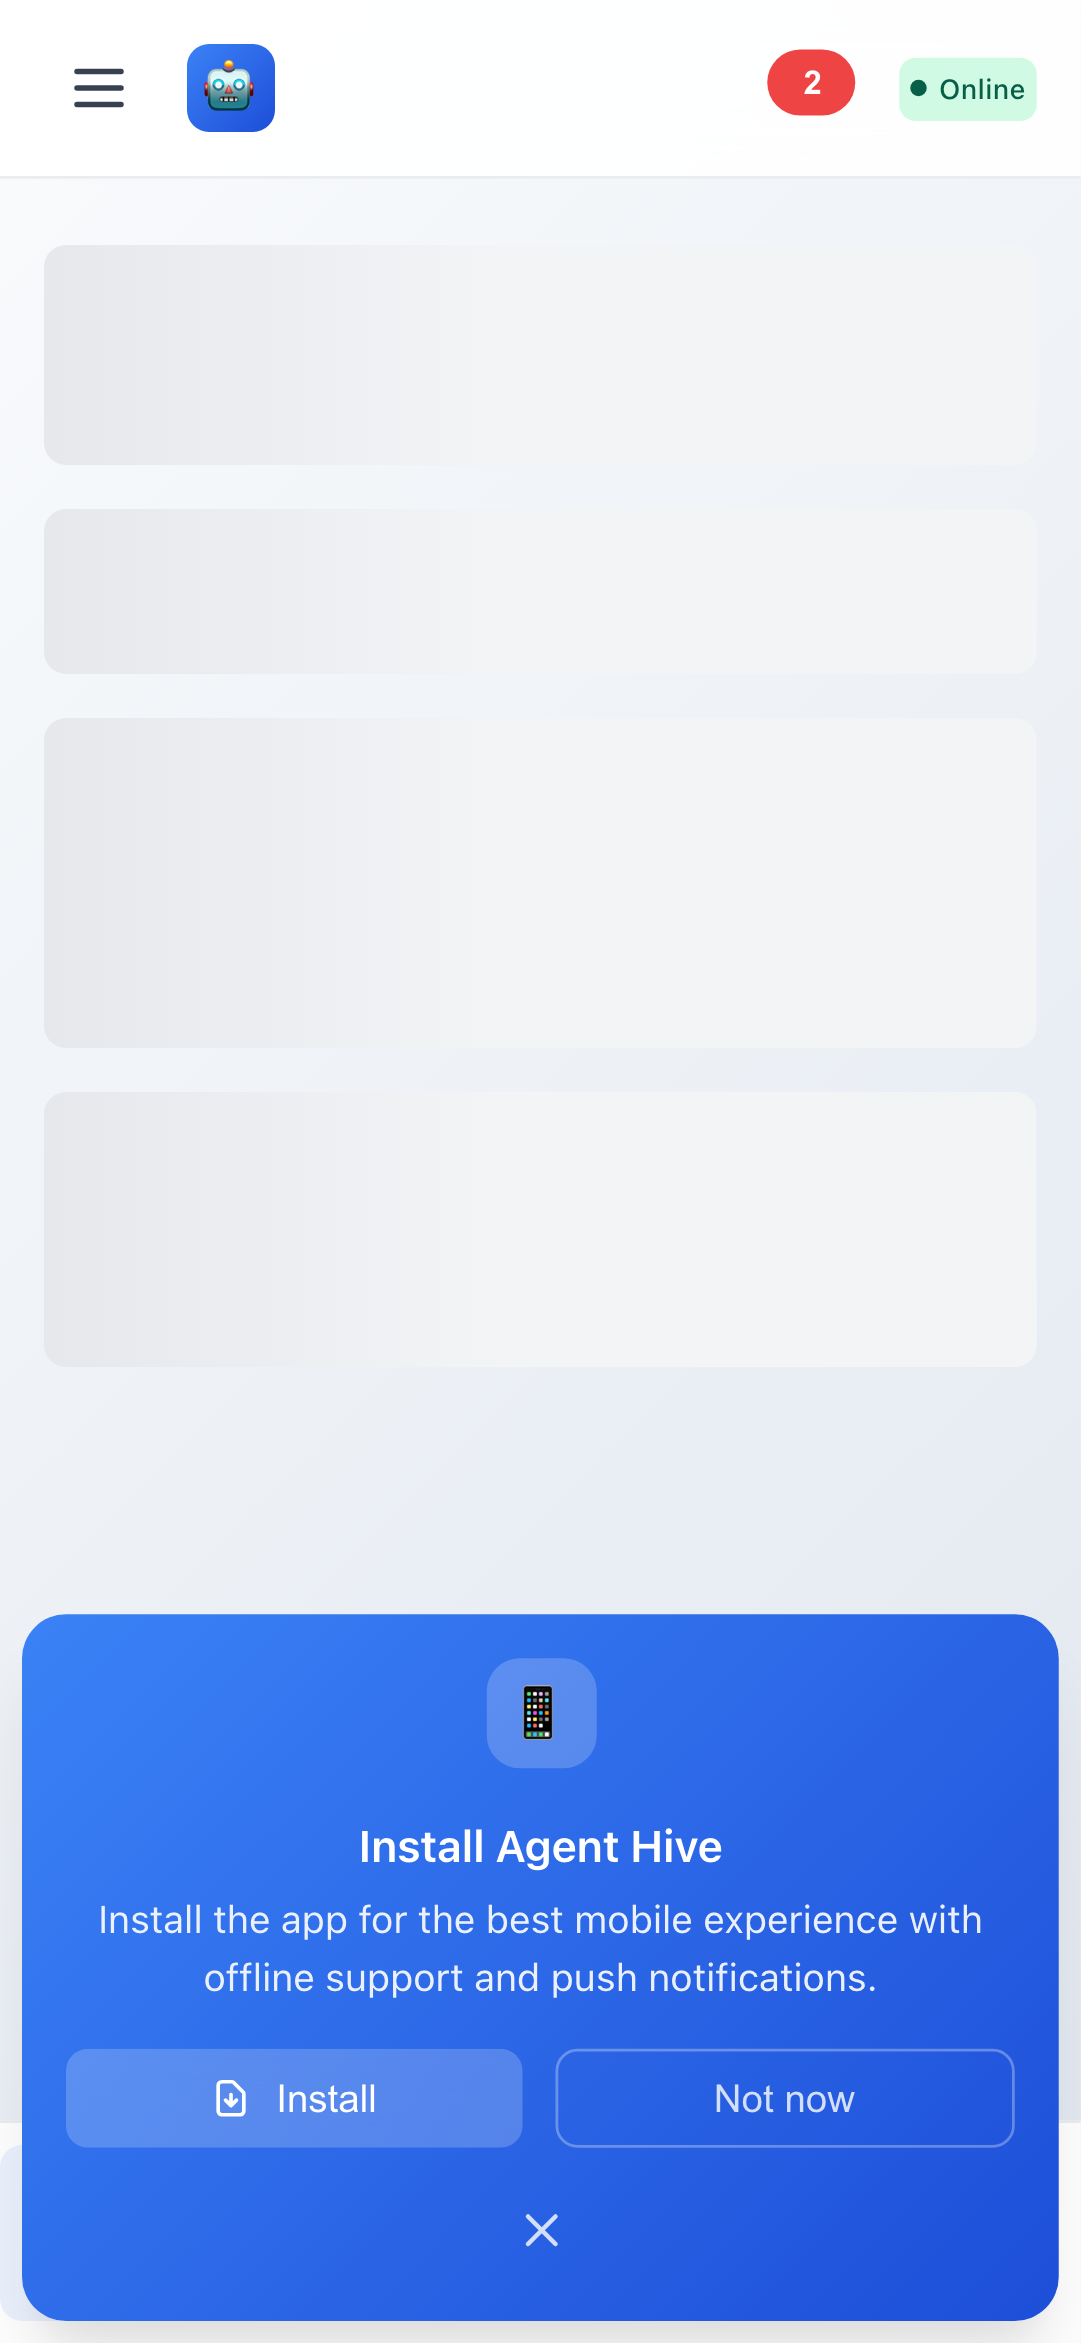 2
Online
Install Agent Hive
Install the app for the best mobile experience with
offline support and push notifications.
Install
Not now